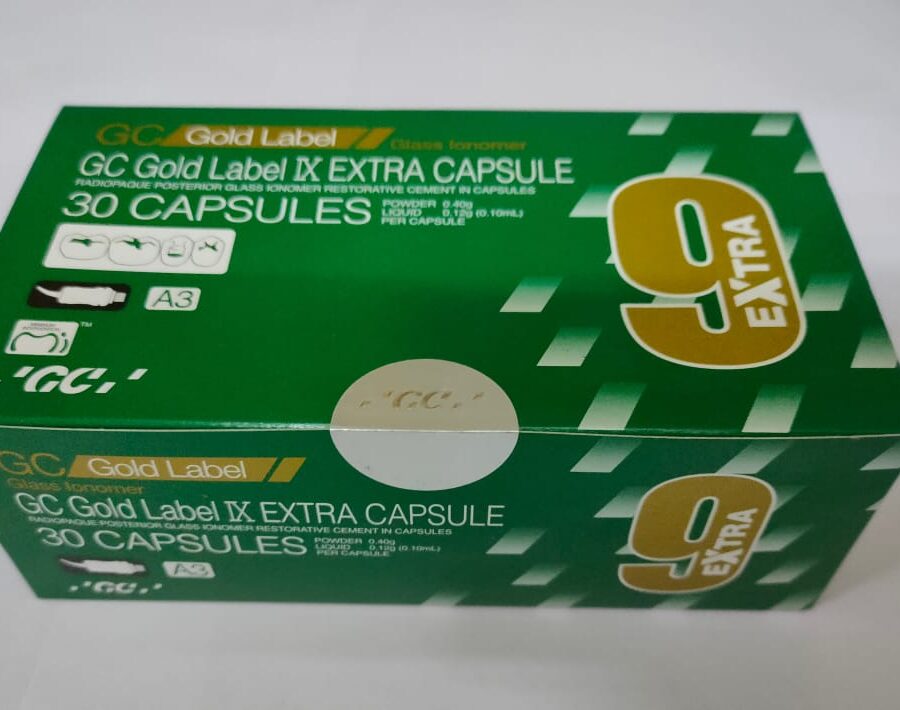 GC Gold Label Glass Ionomer
GC Gold Label IX EXTRA CAPSULE
RADIOPAQUE POSTERIOR GLASS IONOMER RESTORATIVE CEMENT IN CAPSULES
30 CAPSULES
POWDER 0.40g
LIQUID 0.12g (0.10mL)
PER CAPSULE
9 EXTRA
A3
TM
'GC,'
'GC,'
GC Gold Label
Glass Ionomer
GC Gold Label IX EXTRA CAPSULE
RADIOPAQUE POSTERIOR GLASS IONOMER RESTORATIVE CEMENT IN CAPSULES
30 CAPSULES
POWDER 0.40g
LIQUID 0.12g (0.10mL)
PER CAPSULE
9 EXTRA
A3
'GC,'